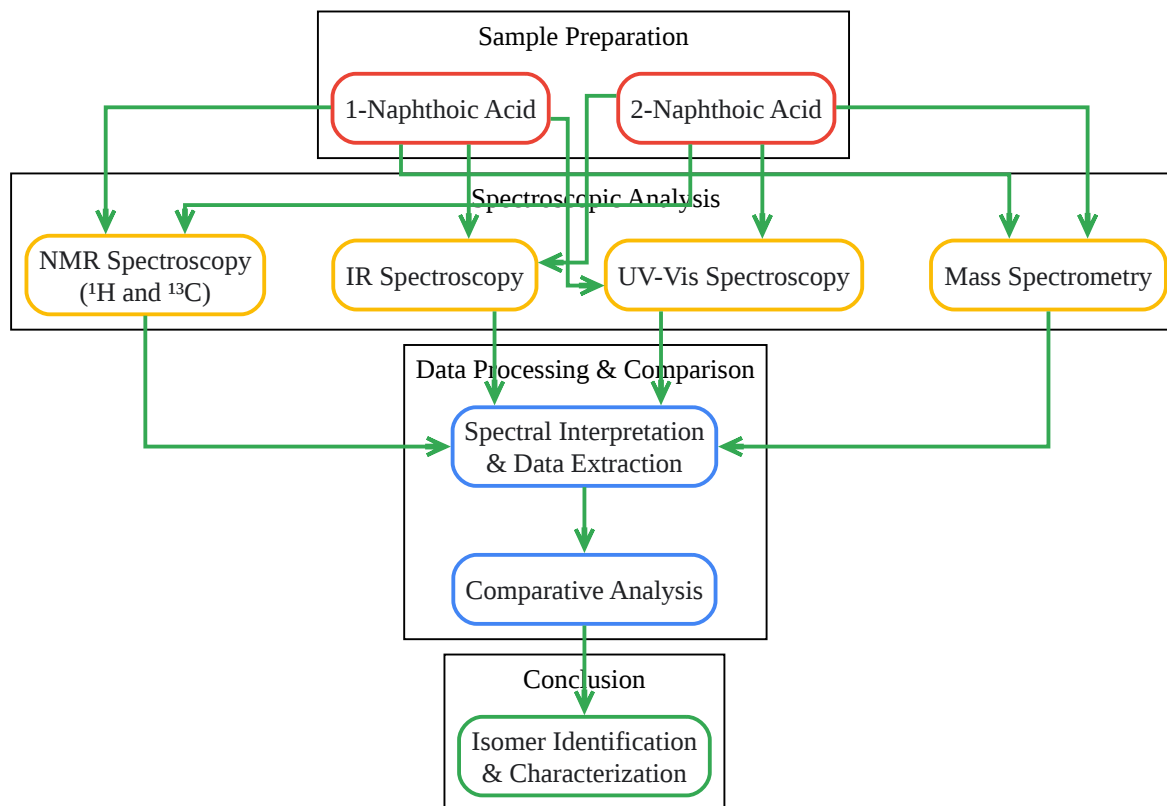 Sample Preparation
1-Naphthoic Acid
2-Naphthoic Acid
Spectroscopic Analysis
NMR Spectroscopy
(¹H and ¹³C)
IR Spectroscopy
UV-Vis Spectroscopy
Mass Spectrometry
Data Processing & Comparison
Spectral Interpretation
& Data Extraction
Comparative Analysis
Conclusion
Isomer Identification
& Characterization